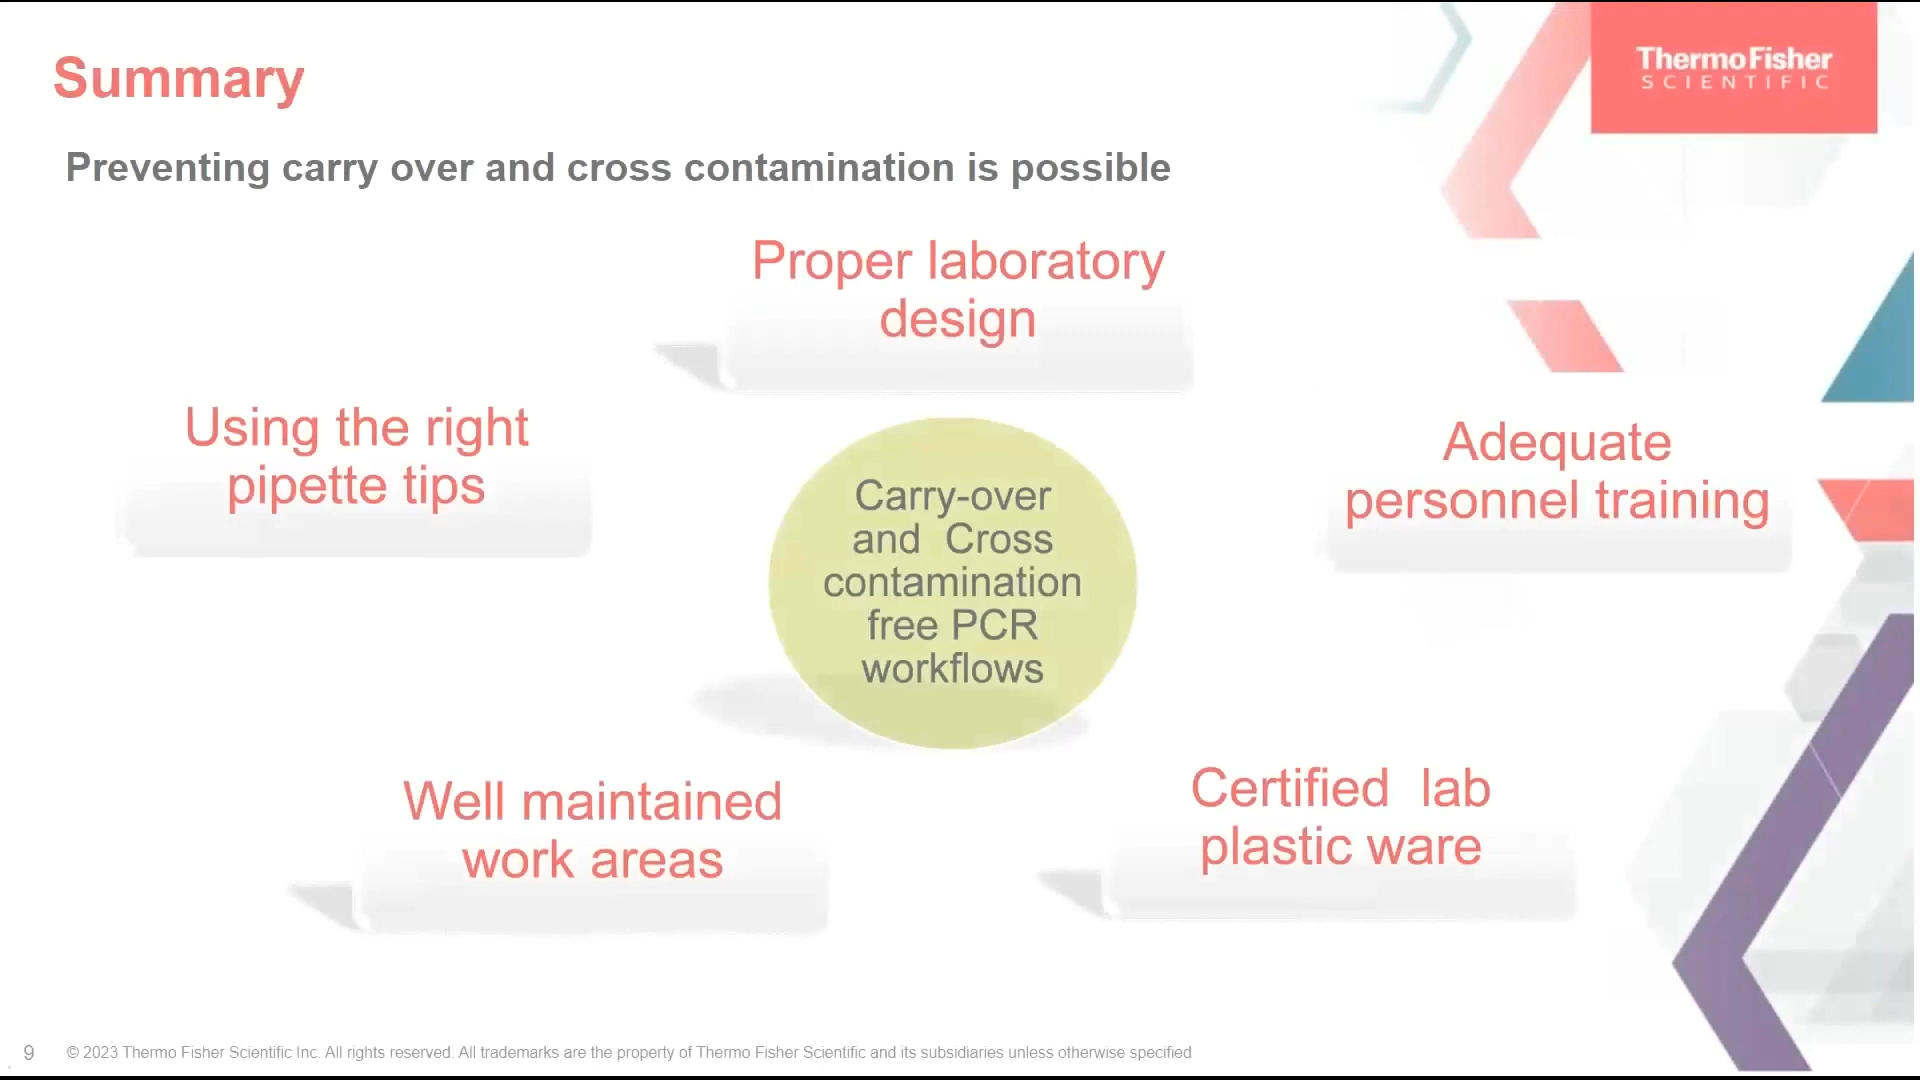 Summary
ThermoFisher
SCIENTIFIC
Preventing carry over and cross contamination is possible
Proper laboratory
design
Using the right
pipette tips
Adequate
personnel training
Carry-over
and Cross
contamination
free PCR
workflows
Well maintained
work areas
Certified lab
plastic ware
9
© 2023 Thermo Fisher Scientific Inc. All rights reserved. All trademarks are the property of Thermo Fisher Scientific and its subsidiaries unless otherwise specified